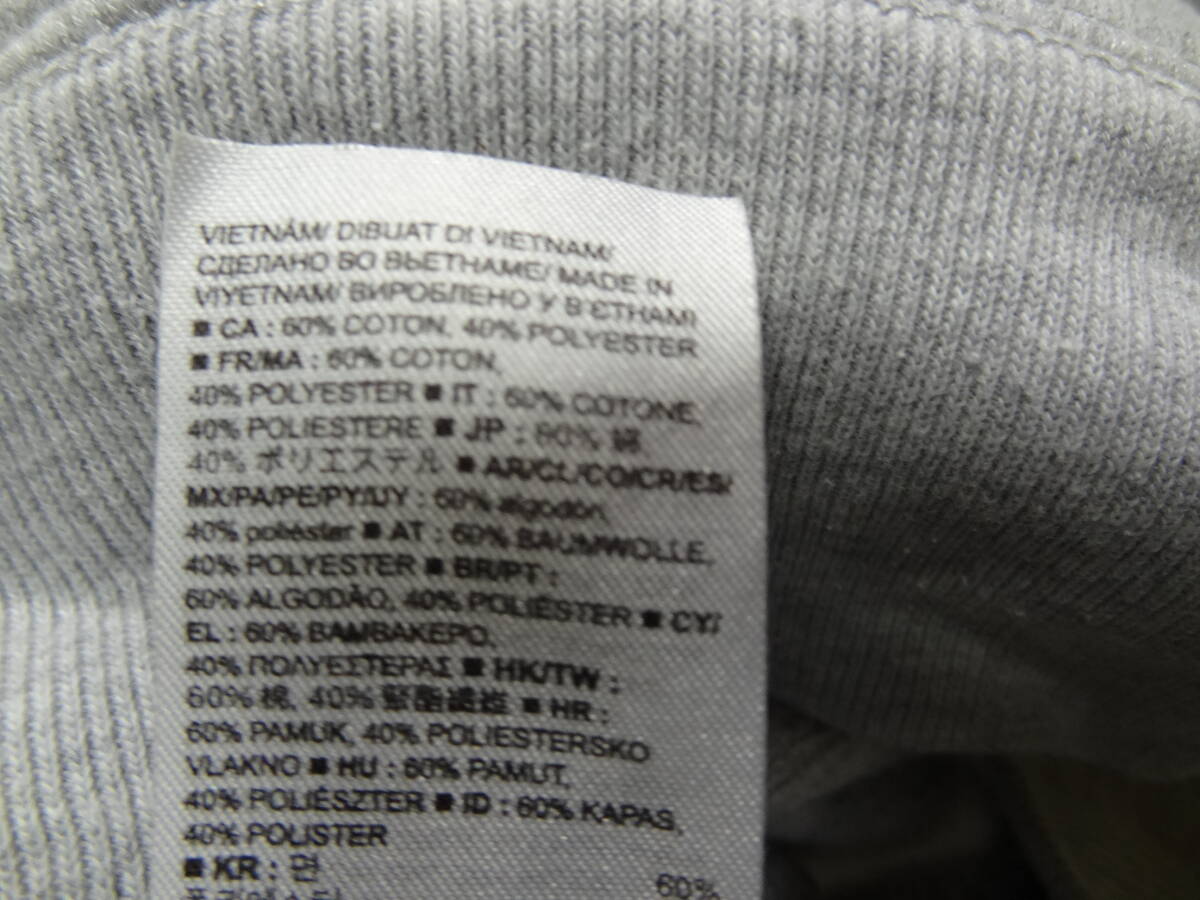 VIETNÁM/ DIBUAT DI VIETNAM/
СДЕЛАНО ВО ВЬЕТНАМЕ/ MADE IN
VIYETNAM/ ВИРОБЛЕНО У В'ЄТНАМІ
■ CA : 60% COTON, 40% POLYESTER
■ FR/MA : 60% COTON,
40% POLYESTER ■ IT : 60% COTONE,
40% POLIESTERE ■ JP : 60% 綿,
40% ポリエステル ■ AR/CL/CO/CR/ES/
MX/PA/PE/PY/UY : 60% algodón,
40% poliéster ■ AT : 60% BAUMWOLLE,
40% POLYESTER ■ BR/PT :
60% ALGODÃO, 40% POLIÉSTER ■ CY/
EL : 60% ΒΑΜΒΑΚΕΡΟ,
40% ΠΟΛΥΕΣΤΕΡΑΣ ■ HK/TW :
60% 棉, 40% 聚酯纖維 ■ HR :
60% PAMUK, 40% POLIESTERSKO
VLAKNO ■ HU : 60% PAMUT,
40% POLIÉSZTER ■ ID : 60% KAPAS,
40% POLISTER
■ KR : 면 60%